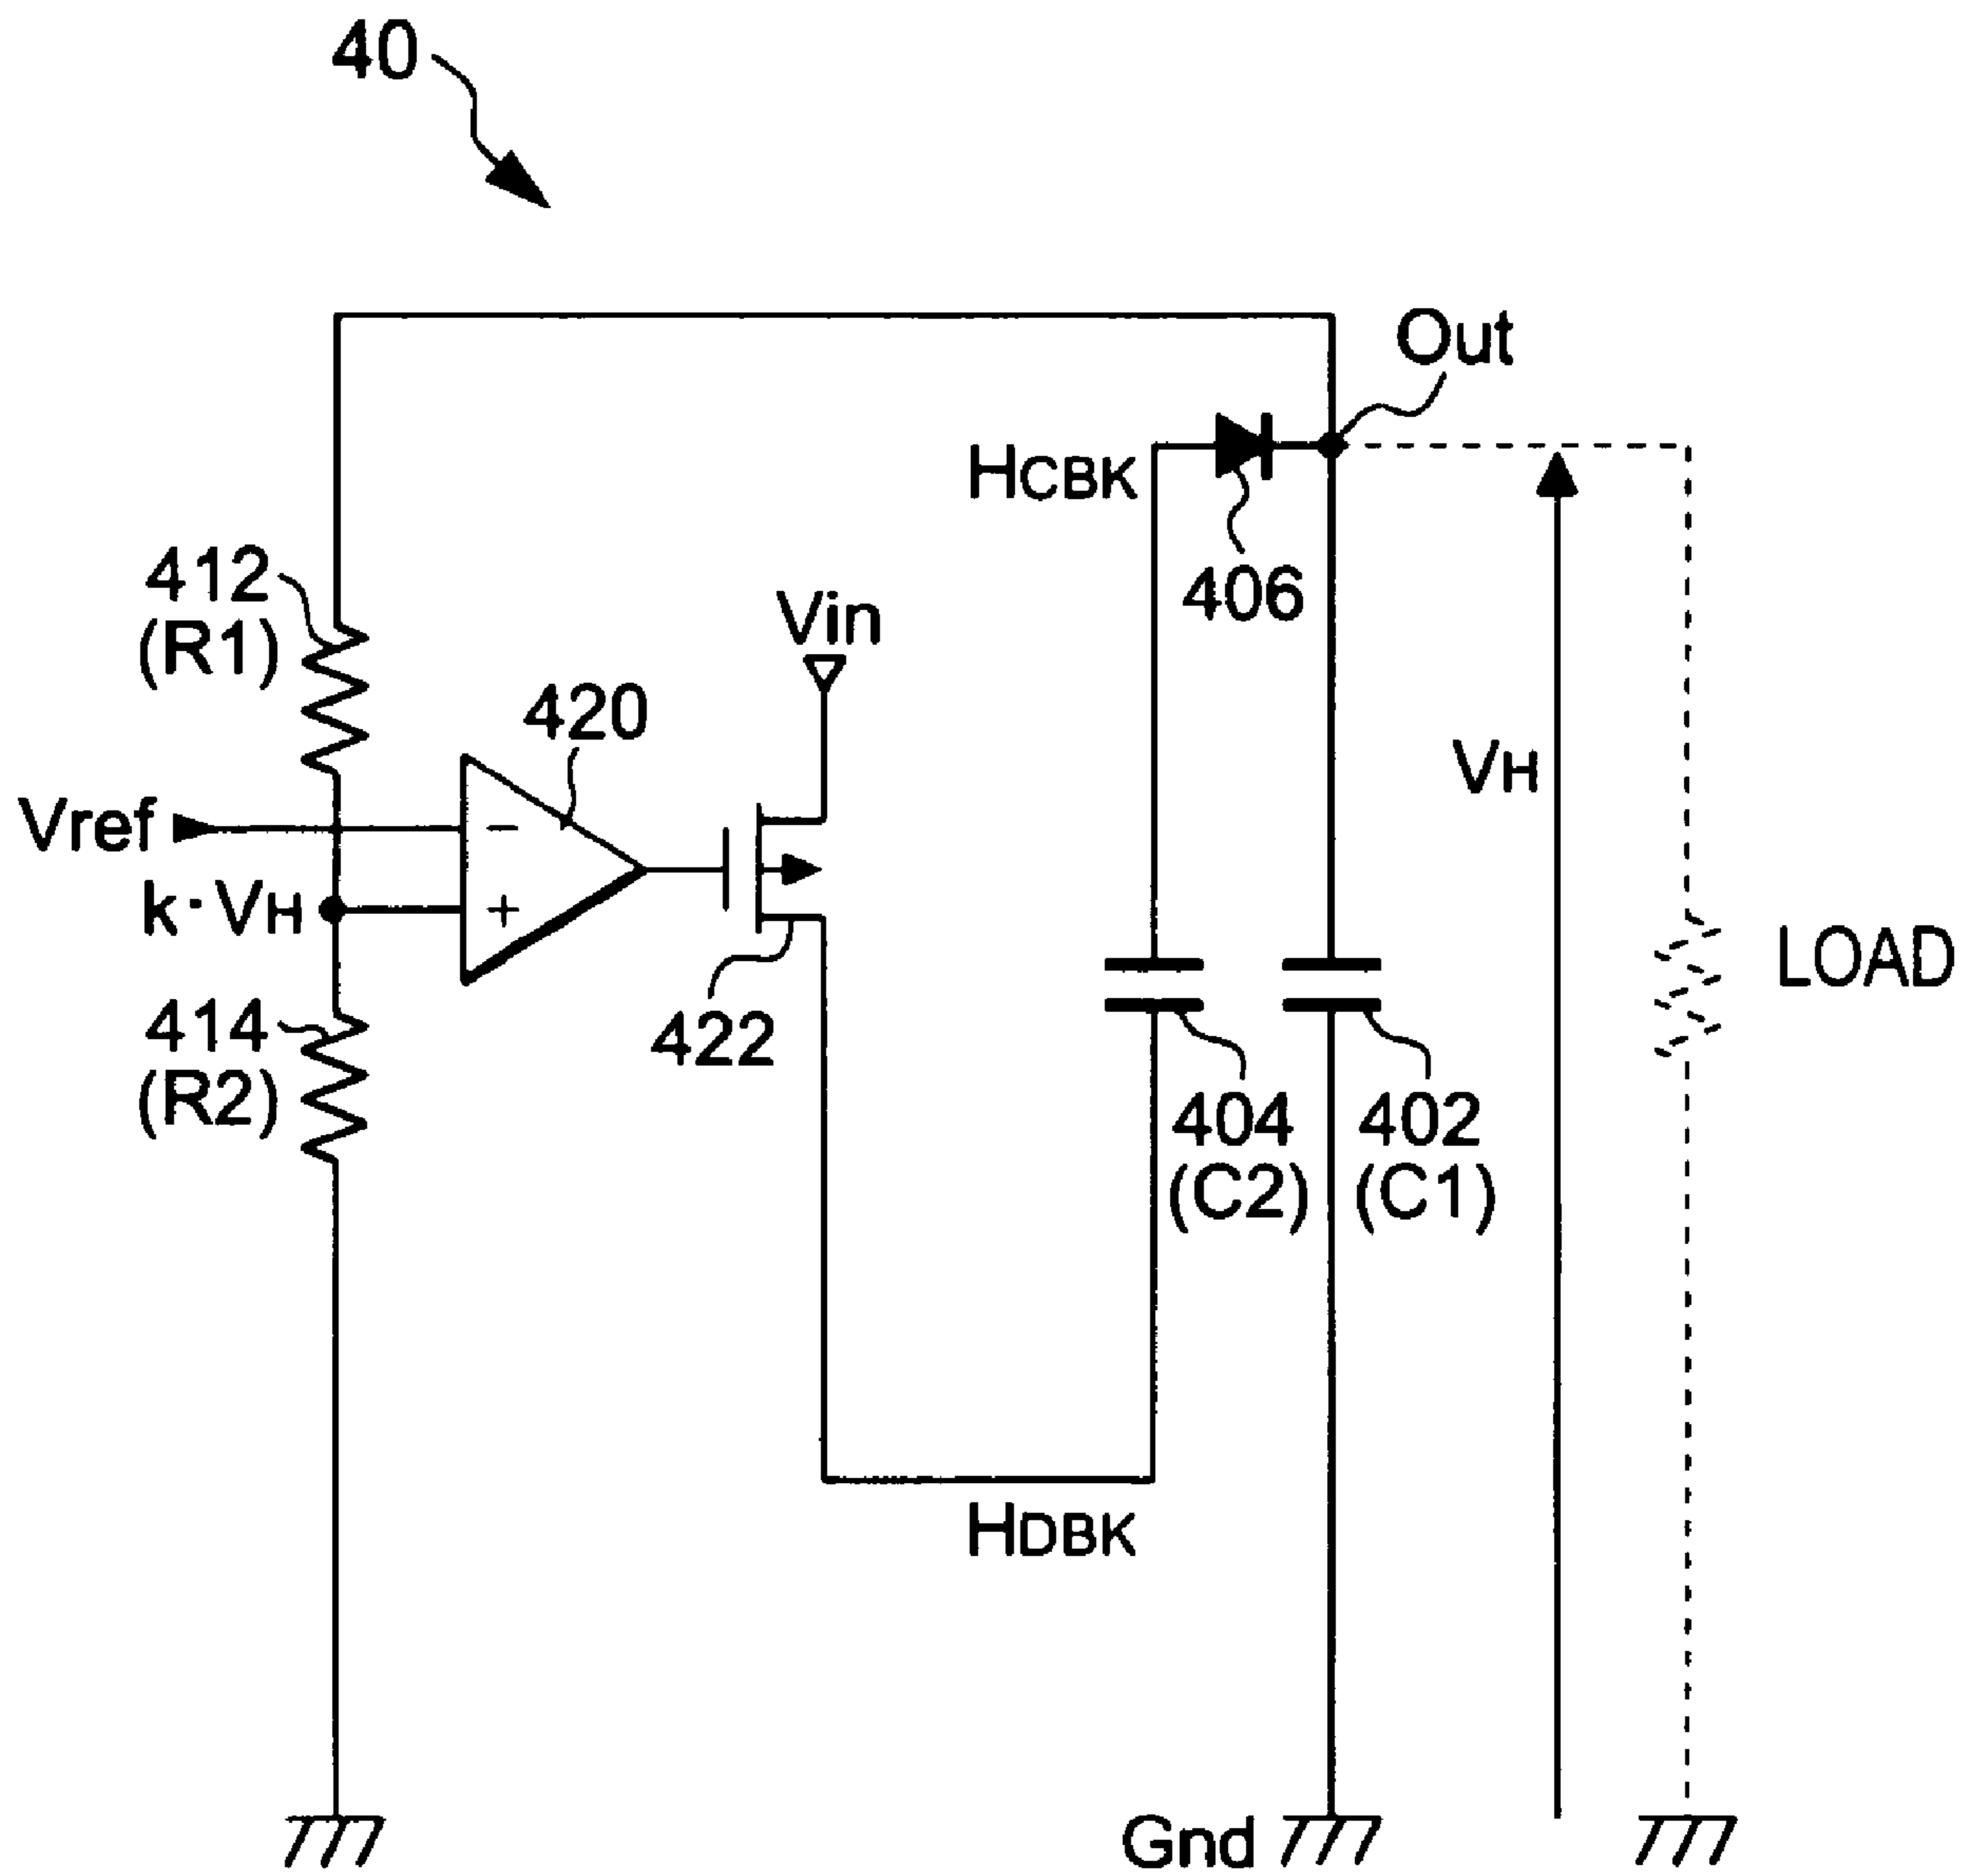 40
Out
HCBK
412
(R1)
406
Vin
420
VH
Vref
−
k·VH
+
LOAD
414
(R2)
422
404
(C2)
402
(C1)
HDBK
Gnd